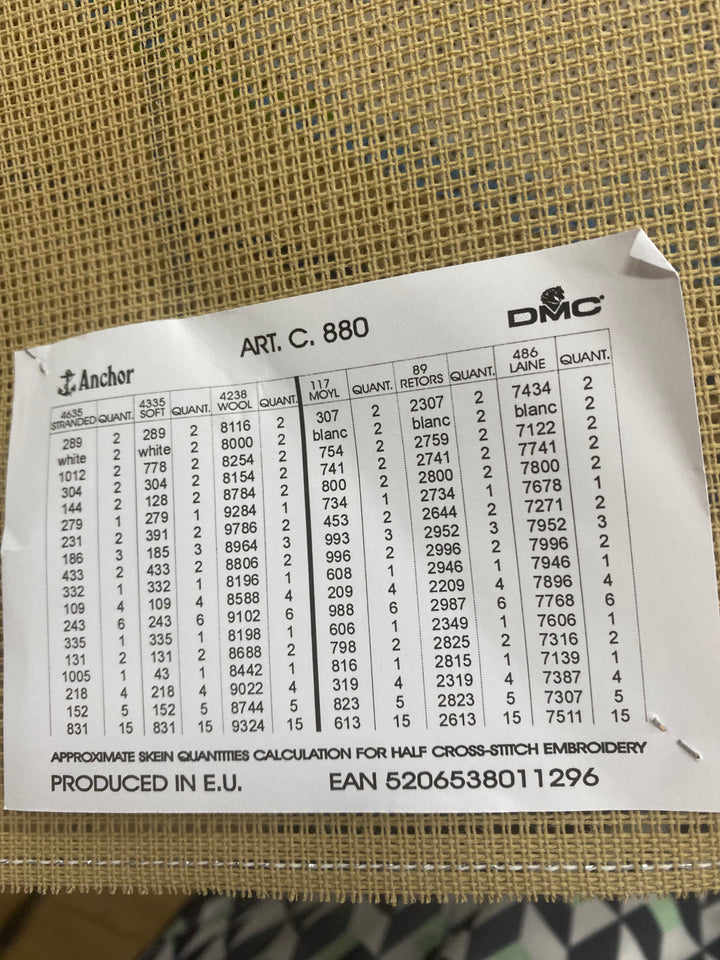 ART. C. 880
DMC
Anchor
4635 STRANDED QUANT. 4335 SOFT QUANT. 4238 WOOL QUANT. 117 MOYL QUANT. 89 RETORS QUANT. 486 LAINE QUANT.
289 2 289 2 8116 2 307 2 2307 2 7434 2
white 2 white 2 8000 2 blanc 2 blanc 2 blanc 2
1012 2 778 2 8254 2 754 2 2759 2 7122 2
304 2 304 2 8154 2 741 2 2741 2 7741 2
144 2 128 2 8784 2 800 2 2800 2 7800 2
279 1 279 1 9284 1 734 1 2734 1 7678 1
231 2 391 2 9786 2 453 2 2644 2 7271 2
186 3 185 3 8964 3 993 3 2952 3 7952 3
433 2 433 2 8806 2 996 2 2996 2 7996 2
332 1 332 1 8196 1 608 1 2946 1 7946 1
109 4 109 4 8588 4 209 4 2209 4 7896 4
243 6 243 6 9102 6 988 6 2987 6 7768 6
335 1 335 1 8198 1 606 1 2349 1 7606 1
131 2 131 2 8688 2 798 2 2825 2 7316 2
1005 1 43 1 8442 1 816 1 2815 1 7139 1
218 4 218 4 9022 4 319 4 2319 4 7387 4
152 5 152 5 8744 5 823 5 2823 5 7307 5
831 15 831 15 9324 15 613 15 2613 15 7511 15
APPROXIMATE SKEIN QUANTITIES CALCULATION FOR HALF CROSS-STITCH EMBROIDERY
PRODUCED IN E.U. EAN 5206538011296